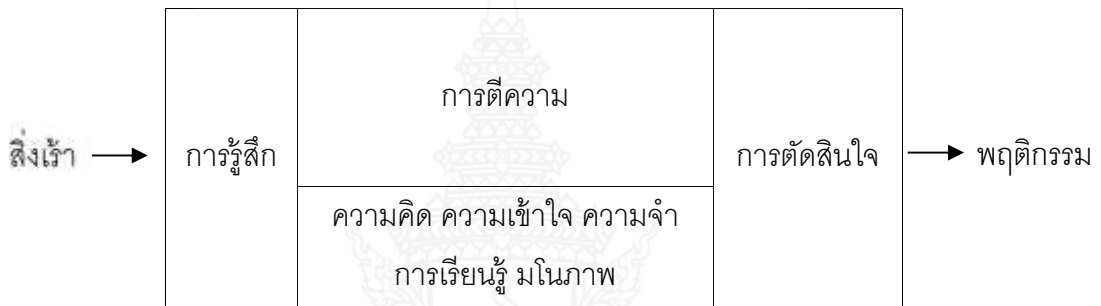 สิ่งเร้า
การรู้สึก
การตีความ
ความคิด ความเข้าใจ ความจำ
การเรียนรู้ มโนภาพ
การตัดสินใจ
พฤติกรรม